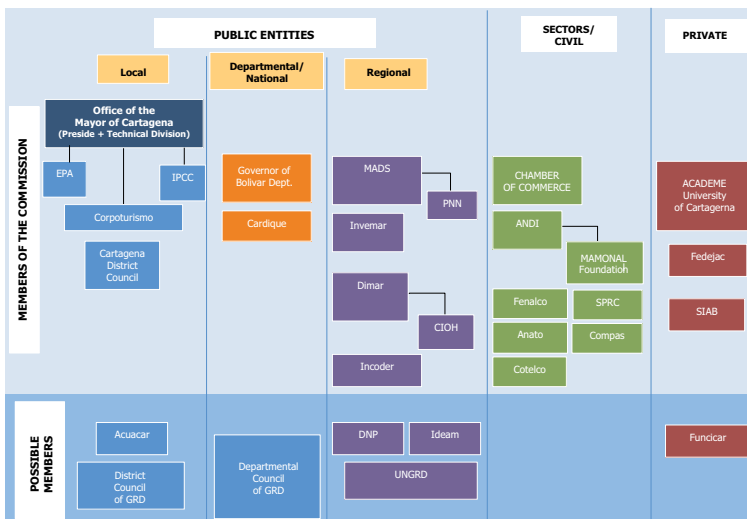 PUBLIC ENTITIES
SECTORS/
CIVIL
PRIVATE
Local
Departmental/
National
Regional
MEMBERS OF THE COMMISSION
Office of the
Mayor of Cartagena
(Preside + Technical Division)
EPA
IPCC
Corpoturismo
Cartagena
District
Council
Governor of
Bolivar Dept.
Cardique
MADS
PNN
Invemar
Dimar
CIOH
Incoder
CHAMBER
OF COMMERCE
ANDI
MAMONAL
Foundation
Fenalco
SPRC
Anato
Compas
Cotelco
ACADEME
University
of Cartagerna
Fedejac
SIAB
POSSIBLE
MEMBERS
Acuacar
District
Council
of GRD
Departmental
Council
of GRD
DNP
Ideam
UNGRD
Funcicar